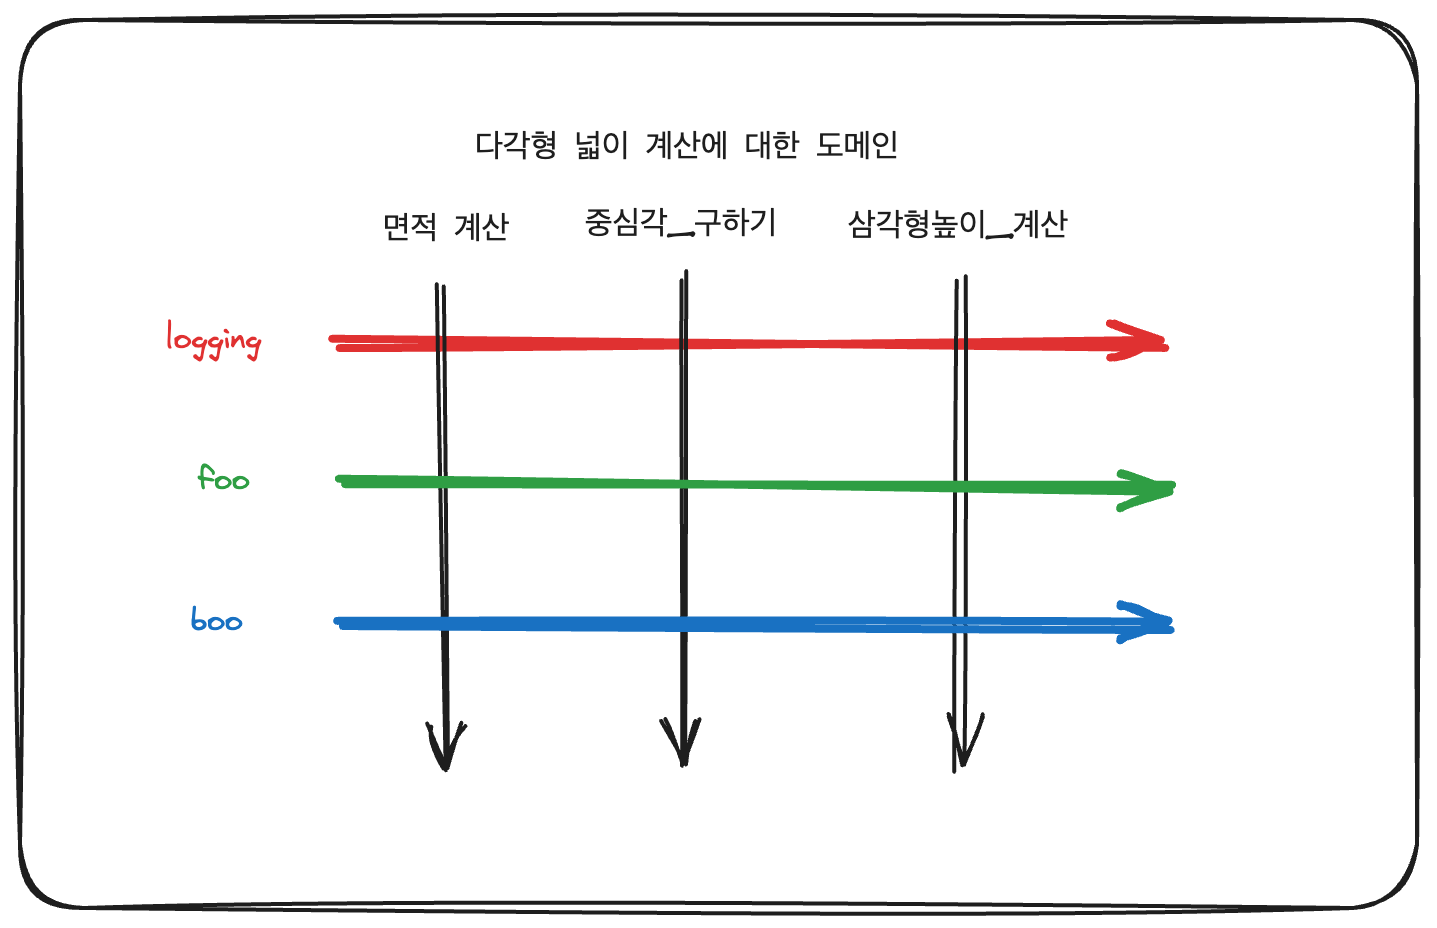 다각형 넓이 계산에 대한 도메인
면적 계산
중심각_구하기
삼각형높이_계산
logging
foo
boo